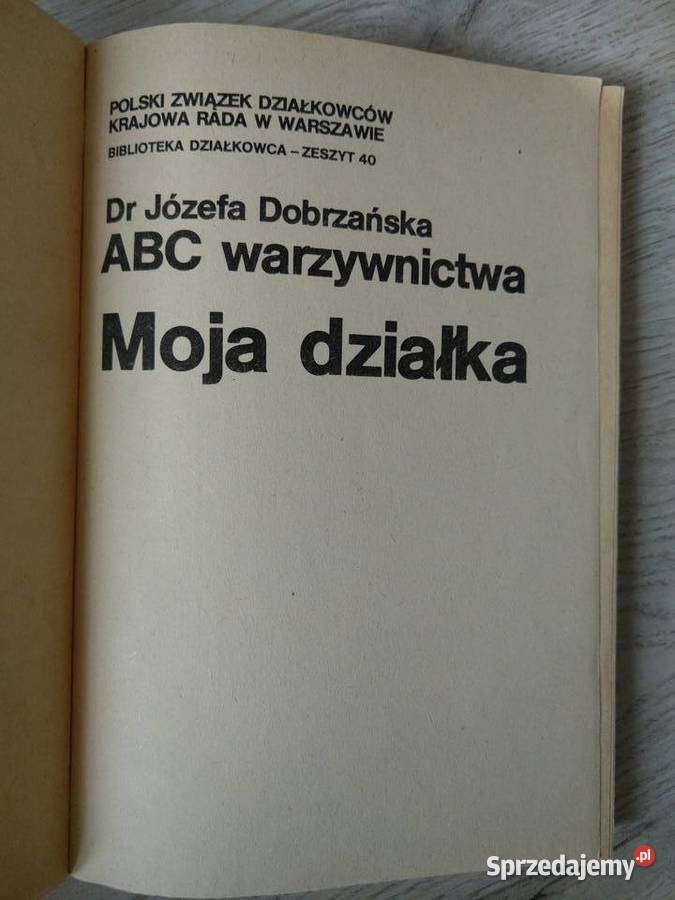 POLSKI ZWIĄZEK DZIAŁKOWCÓW
KRAJOWA RADA W WARSZAWIE
BIBLIOTEKA DZIAŁKOWCA – ZESZYT 40
Dr Józefa Dobrzańska
ABC warzywnictwa
Moja działka
Sprzedajemy.pl